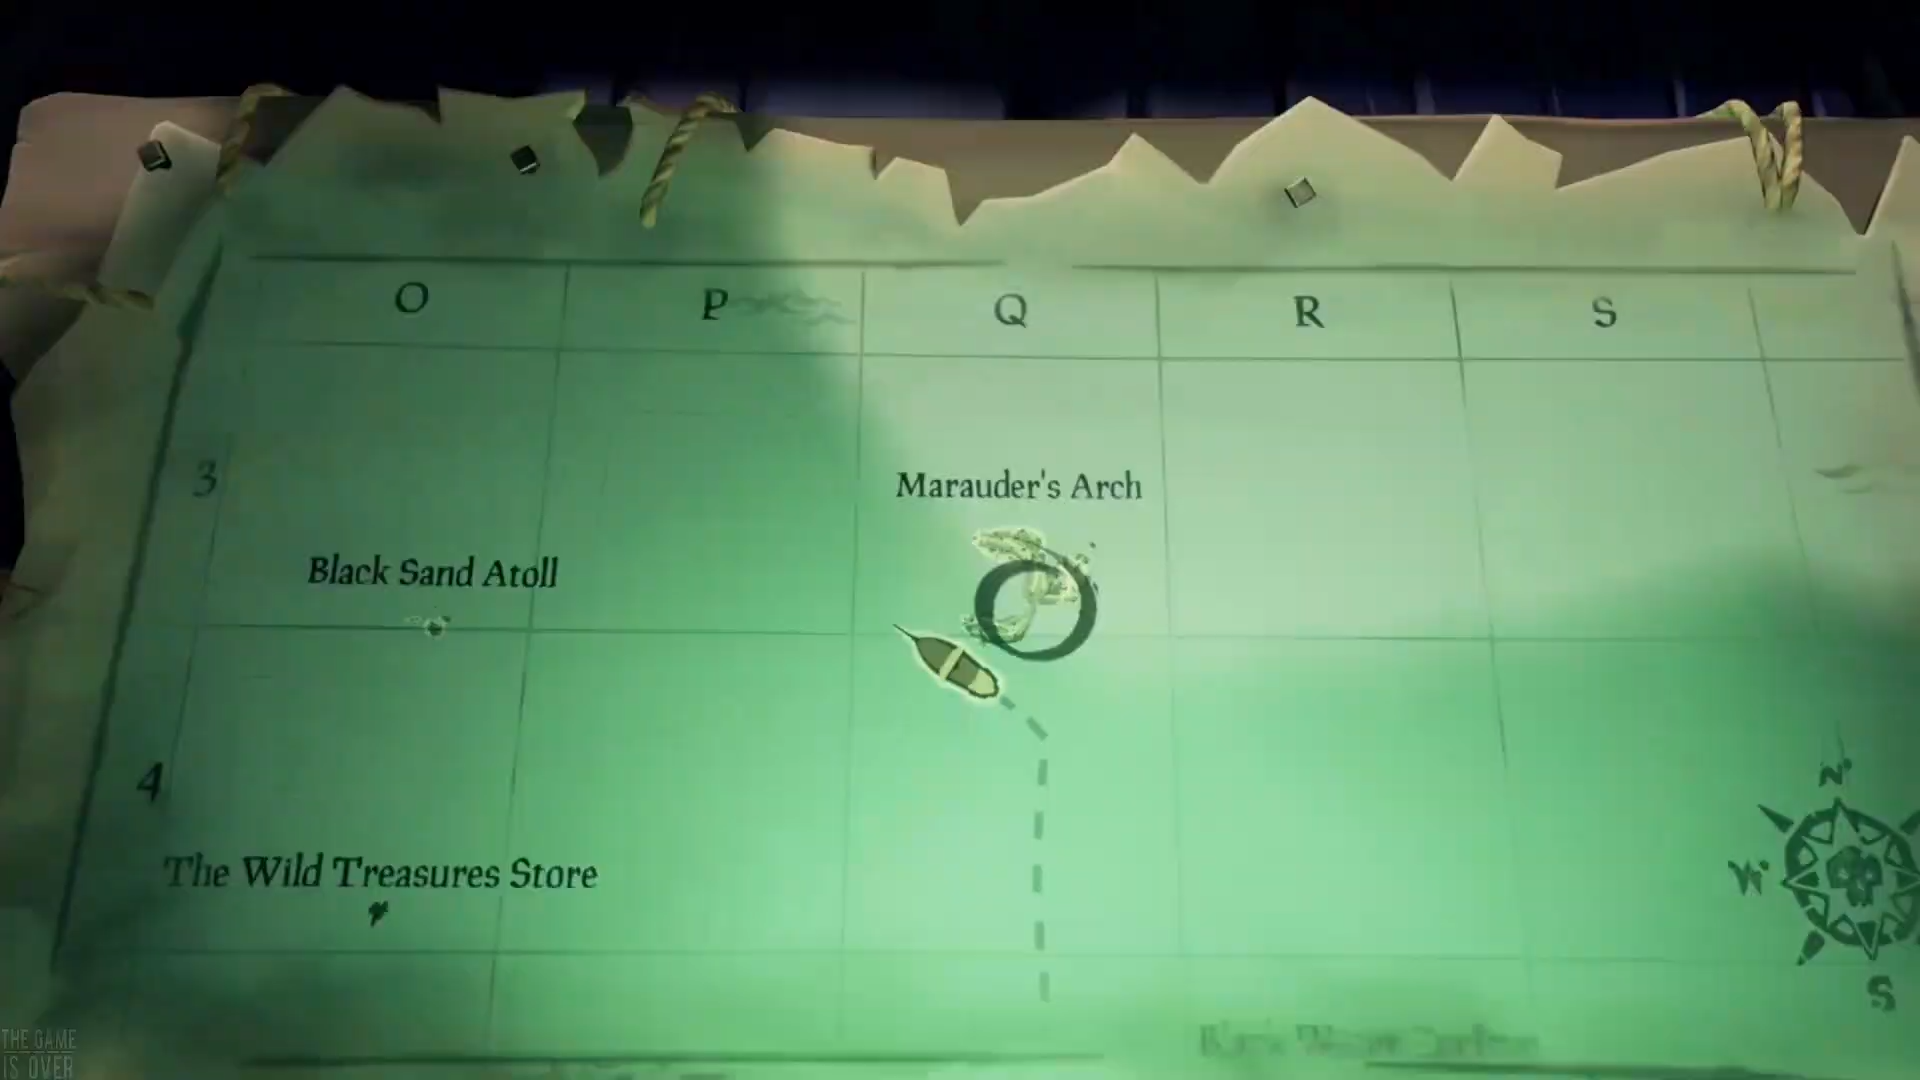 O P Q R S
3
Marauder's Arch
Black Sand Atoll
4
N
W
The Wild Treasures Store
S
THE GAME
IS OVER